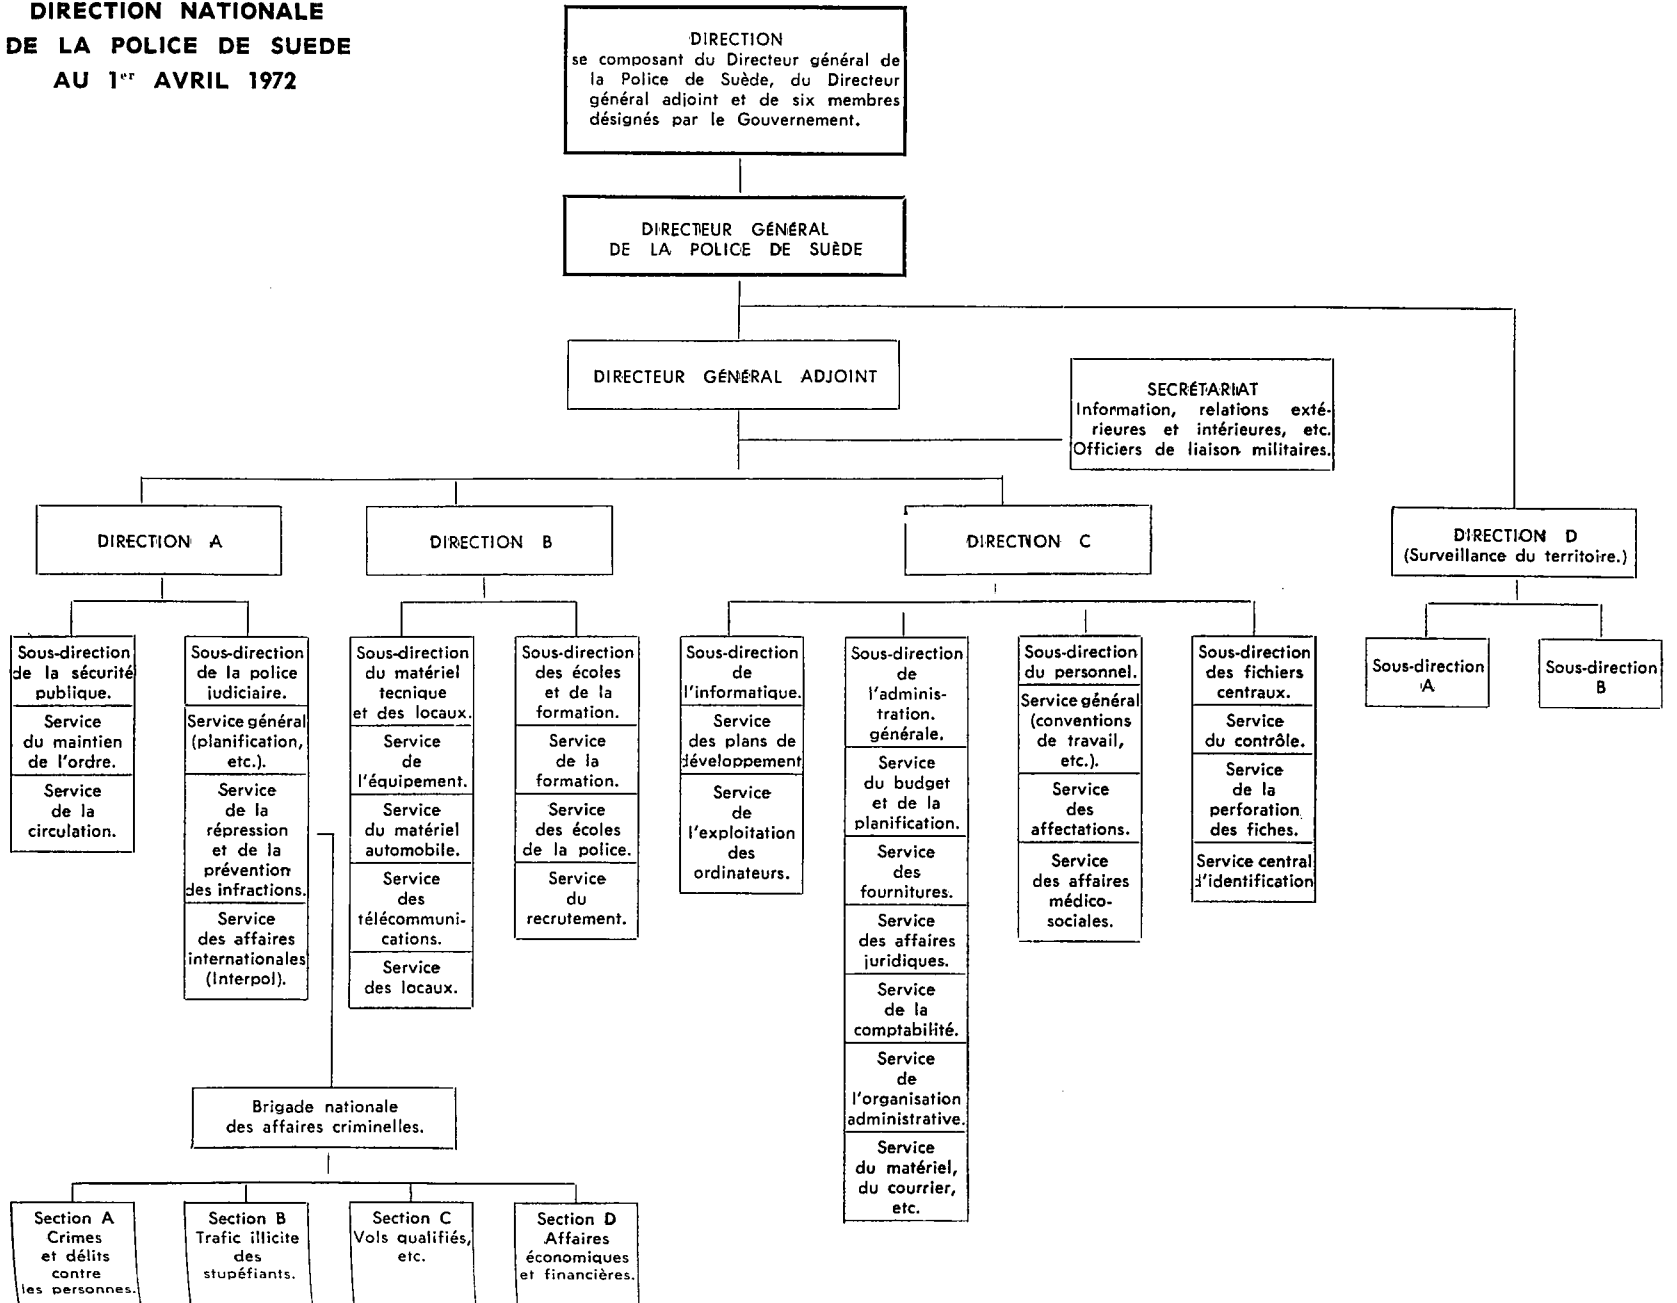 DIRECTION NATIONALE
DE LA POLICE DE SUEDE
AU 1er AVRIL 1972
DIRECTION
se composant du Directeur général de
la Police de Suède, du Directeur
général adjoint et de six membres
désignés par le Gouvernement.
DIRECTEUR GÉNÉRAL
DE LA POLICE DE SUÈDE
DIRECTEUR GÉNÉRAL ADJOINT
SECRÉTARIAT
Information, relations exté-
rieures et intérieures, etc.
Officiers de liaison militaires.
DIRECTION A
DIRECTION B
DIRECTION C
DIRECTION D
(Surveillance du territoire.)
Sous-direction
de la sécurité
publique.
Service
du maintien
de l'ordre.
Service
de la
circulation.
Sous-direction
de la police
judiciaire.
Service général
(planification,
etc.).
Service
de la
répression
et de la
prévention
des infractions.
Service
des affaires
internationales
(Interpol).
Sous-direction
du matériel
tecnique
et des locaux.
Service
de
l'équipement.
Service
du matériel
automobile.
Service
des
télécommuni-
cations.
Service
des locaux.
Sous-direction
des écoles
et de la
formation.
Service
de la
formation.
Service
des écoles
de la police.
Service
du
recrutement.
Sous-direction
de
l'informatique.
Service
des plans de
développement
Service
de
l'exploitation
des
ordinateurs.
Sous-direction
de
l'adminis-
tration.
générale.
Service
du budget
et de la
planification.
Service
des
fournitures.
Service
des affaires
juridiques.
Service
de la
comptabilité.
Service
de
l'organisation
administrative.
Service
du matériel,
du courrier,
etc.
Sous-direction
du personnel.
Service général
(conventions
de travail,
etc.).
Service
des
affectations.
Service
des affaires
médico-
sociales.
Sous-direction
des fichiers
centraux.
Service
du contrôle.
Service
de la
perforation
des fiches.
Service central
d'identification
Sous-direction
A
Sous-direction
B
Brigade nationale
des affaires criminelles.
Section A
Crimes
et délits
contre
les personnes.
Section B
Trafic illicite
des
stupéfiants.
Section C
Vols qualifiés,
etc.
Section D
Affaires
économiques
et financières.